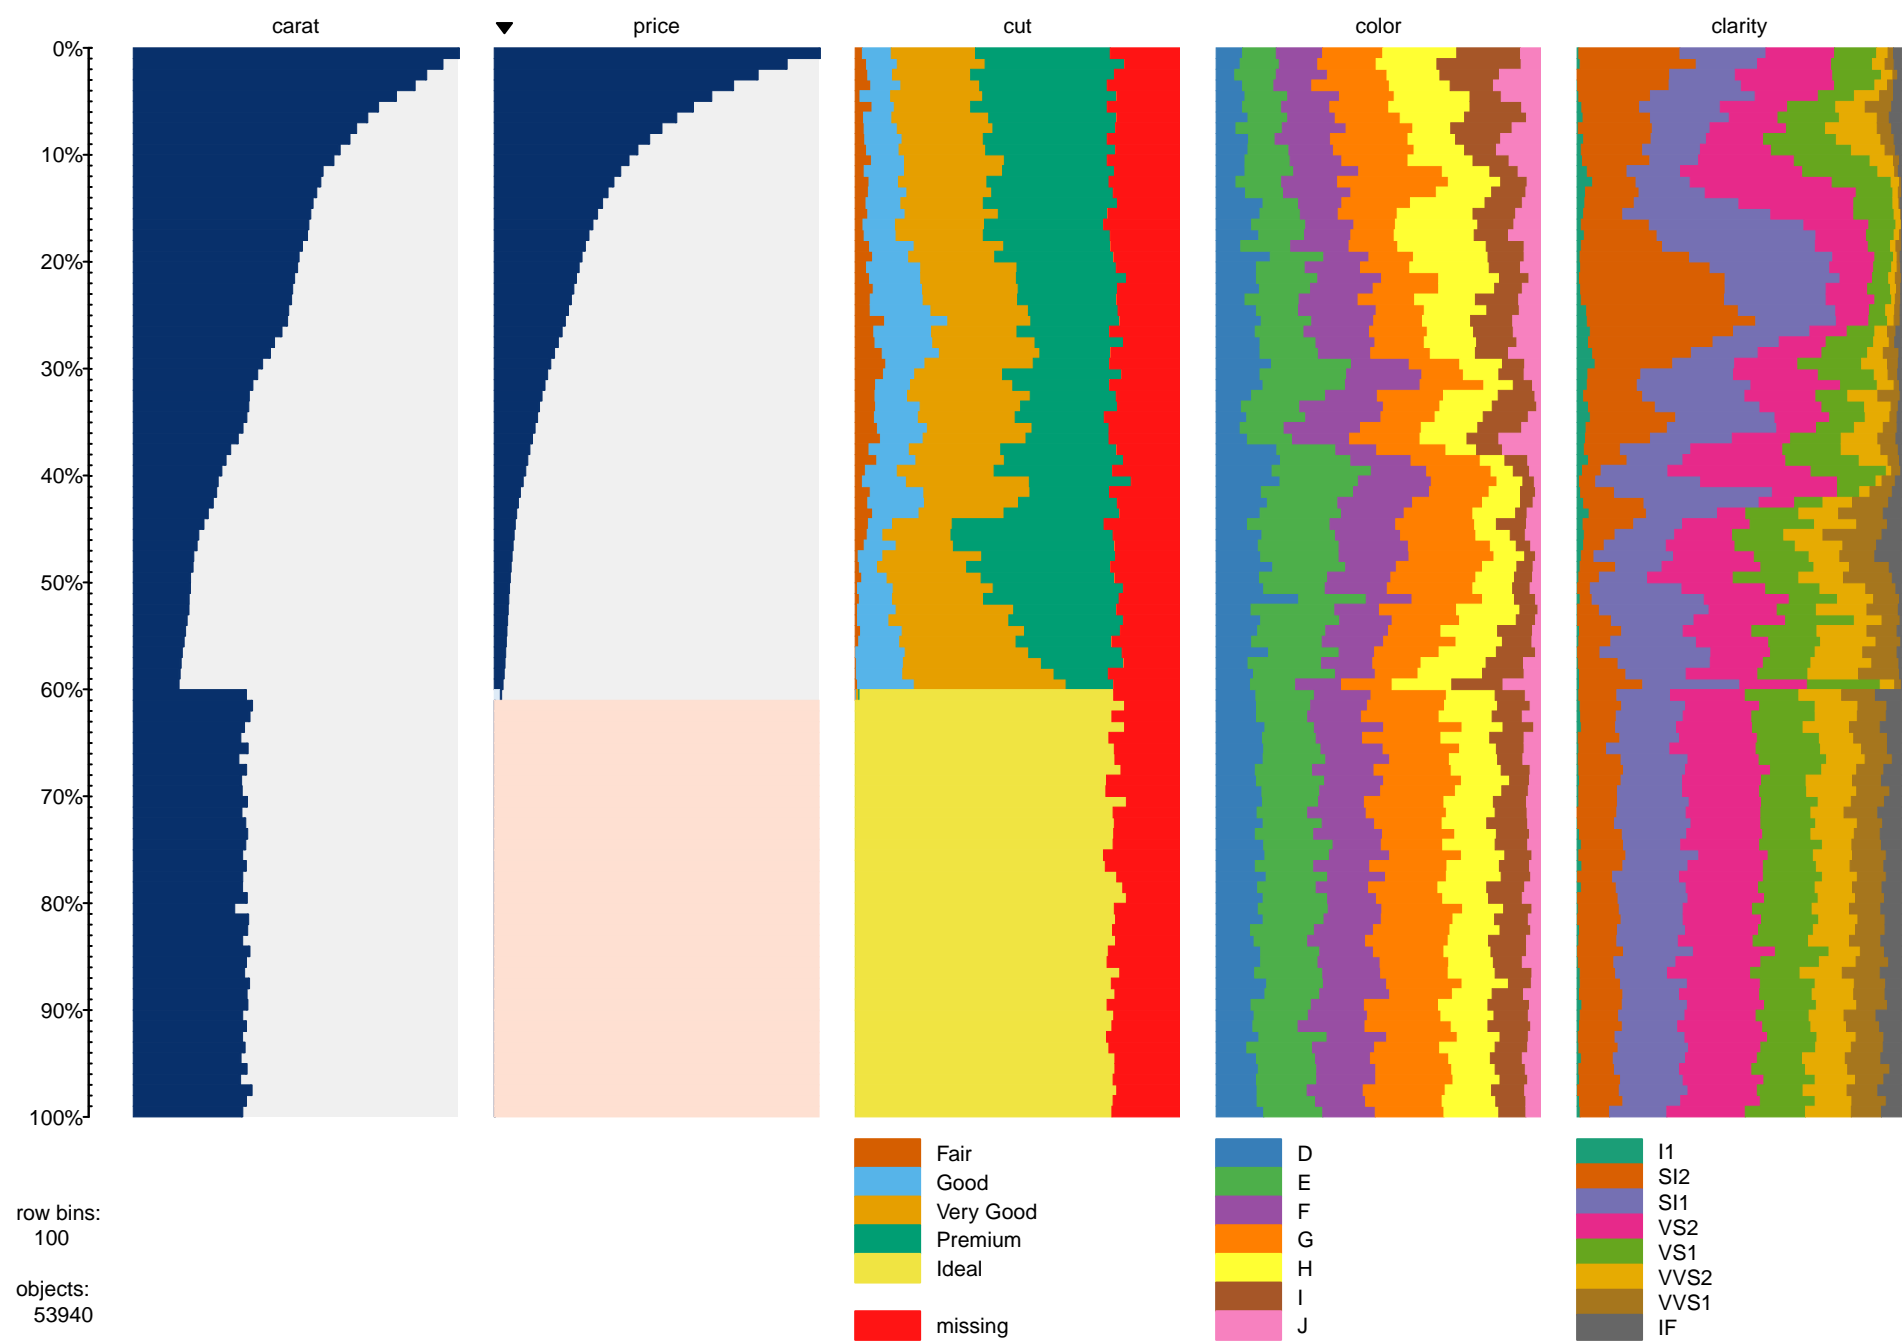 carat price cut color clarity
0%
10%
20%
30%
40%
50%
60%
70%
80%
90%
100%
row bins:
100
objects:
53940
Fair
Good
Very Good
Premium
Ideal
missing
D
E
F
G
H
I
J
I1
SI2
SI1
VS2
VS1
VVS2
VVS1
IF